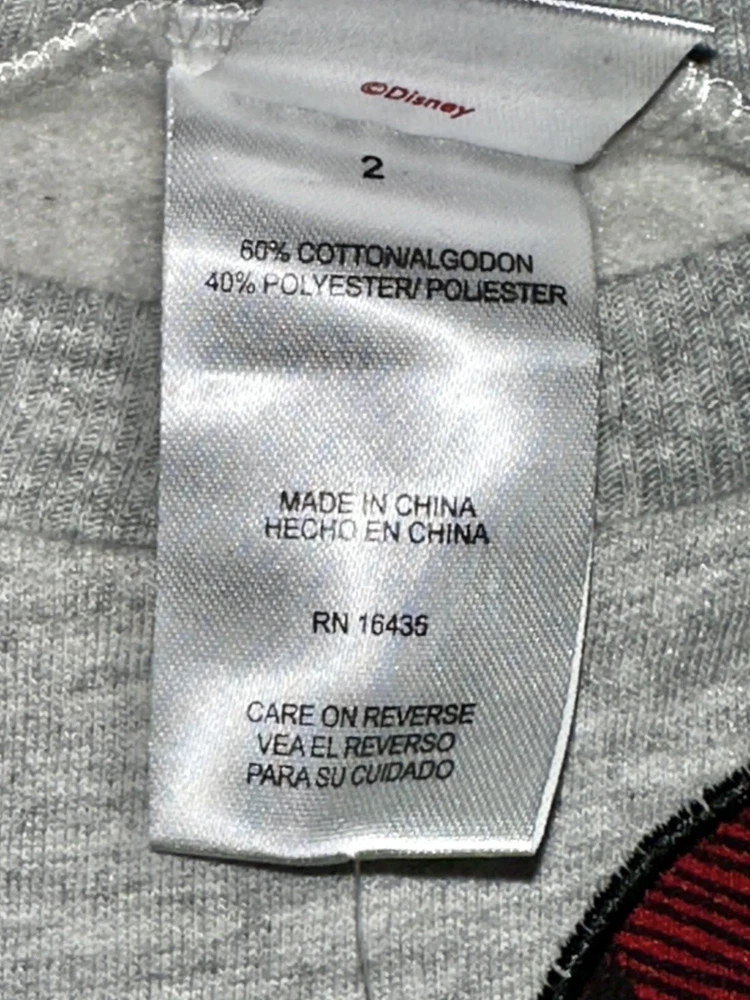 ©Disney
2
60% COTTON/ALGODON
40% POLYESTER/ POLIESTER
MADE IN CHINA
HECHO EN CHINA
RN 16435
CARE ON REVERSE
VEA EL REVERSO
PARA SU CUIDADO